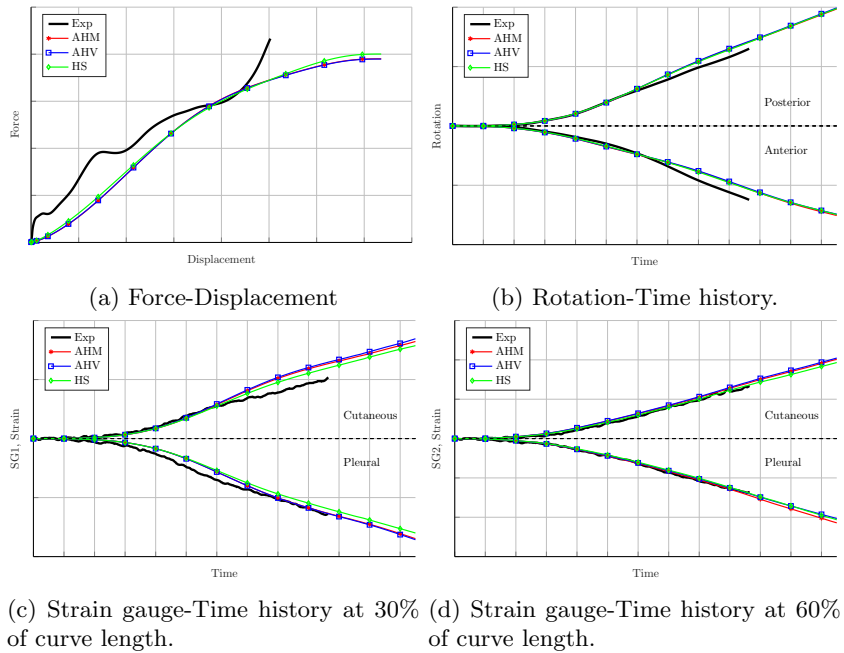 Exp
AHM
AHV
HS
Force
Displacement
(a) Force-Displacement
Exp
AHM
AHV
HS
Rotation
Posterior
Anterior
Time
(b) Rotation-Time history.
Exp
AHM
AHV
HS
SG1, Strain
Cutaneous
Pleural
Time
(c) Strain gauge-Time history at 30%
of curve length.
Exp
AHM
AHV
HS
SG2, Strain
Cutaneous
Pleural
Time
(d) Strain gauge-Time history at 60%
of curve length.